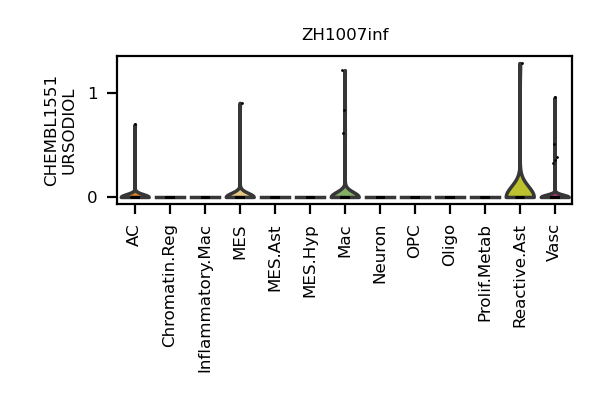 ZH1007inf
CHEMBL1551
URSODIOL
1
0
AC
Chromatin.Reg
Inflammatory.Mac
MES
MES.Ast
MES.Hyp
Mac
Neuron
OPC
Oligo
Prolif.Metab
Reactive.Ast
Vasc